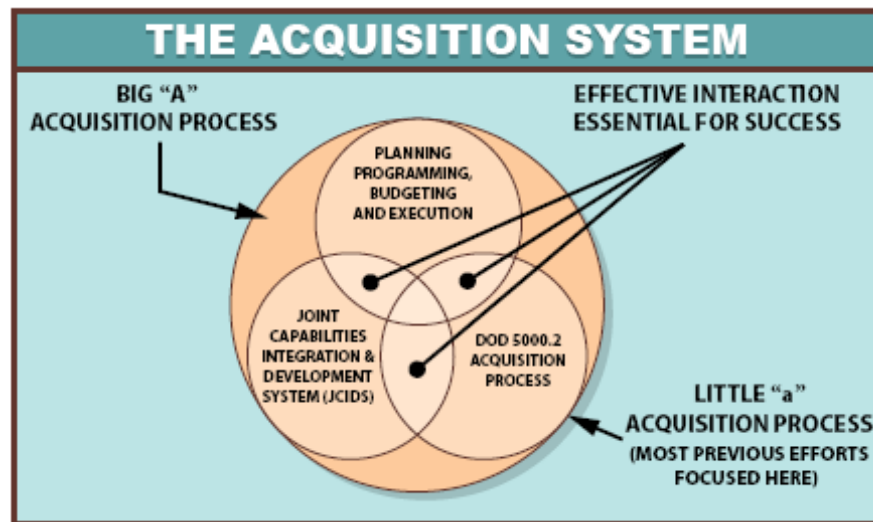 THE ACQUISITION SYSTEM
BIG “A”
ACQUISITION PROCESS
EFFECTIVE INTERACTION
ESSENTIAL FOR SUCCESS
PLANNING
PROGRAMMING,
BUDGETING
AND EXECUTION
JOINT
CAPABILITIES
INTEGRATION &
DEVELOPMENT
SYSTEM (JCIDS)
DOD 5000.2
ACQUISITION
PROCESS
LITTLE “a”
ACQUISITION PROCESS
(MOST PREVIOUS EFFORTS
FOCUSED HERE)